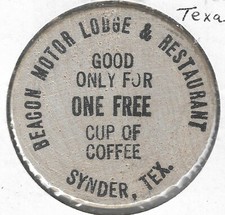 Texa
BEACON MOTOR LODGE & RESTAURANT
GOOD
ONLY FOR
ONE FREE
CUP OF
COFFEE
SYNDER, TEX.